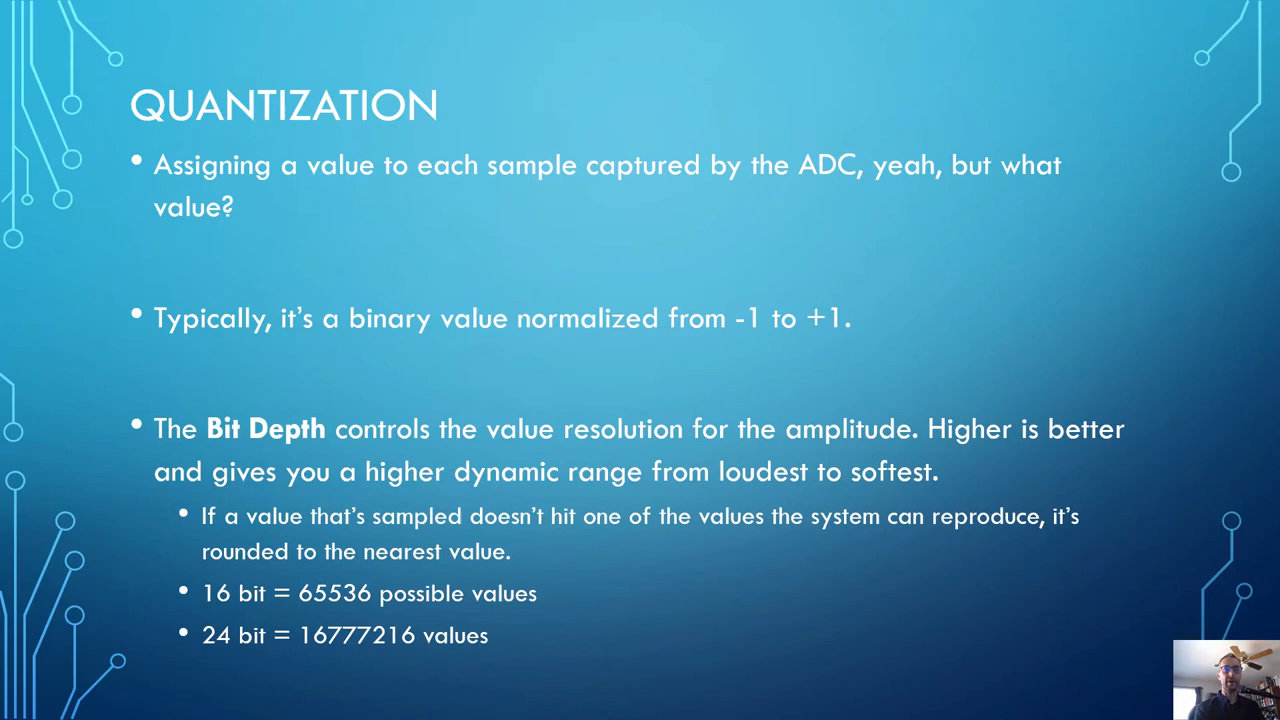 QUANTIZATION
• Assigning a value to each sample captured by the ADC, yeah, but what
value?
• Typically, it’s a binary value normalized from -1 to +1.
• The Bit Depth controls the value resolution for the amplitude. Higher is better
and gives you a higher dynamic range from loudest to softest.
• If a value that’s sampled doesn’t hit one of the values the system can reproduce, it’s
rounded to the nearest value.
• 16 bit = 65536 possible values
• 24 bit = 16777216 values